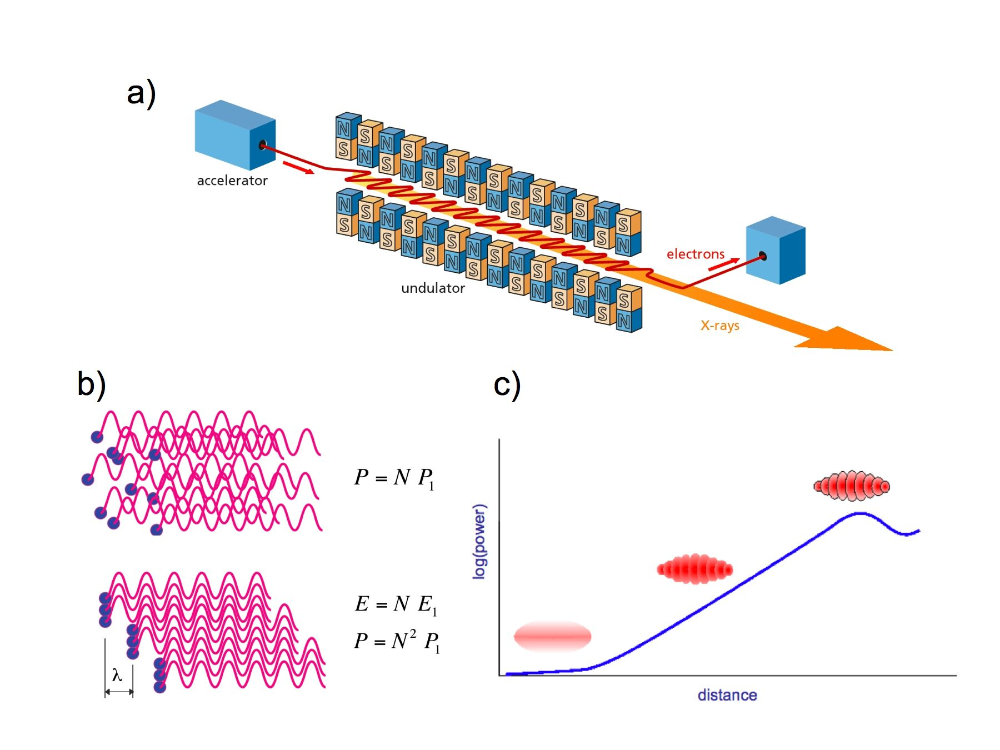 a)
N S N S N S N S N S N S N S
S N S N S N S N S N S N S N
accelerator
N S N S N S N S N S N S N S
S N S N S N S N S N S N S N
electrons
undulator
X-rays
b)
P = N P₁
E = N E₁
P = N² P₁
λ
c)
log(power)
distance